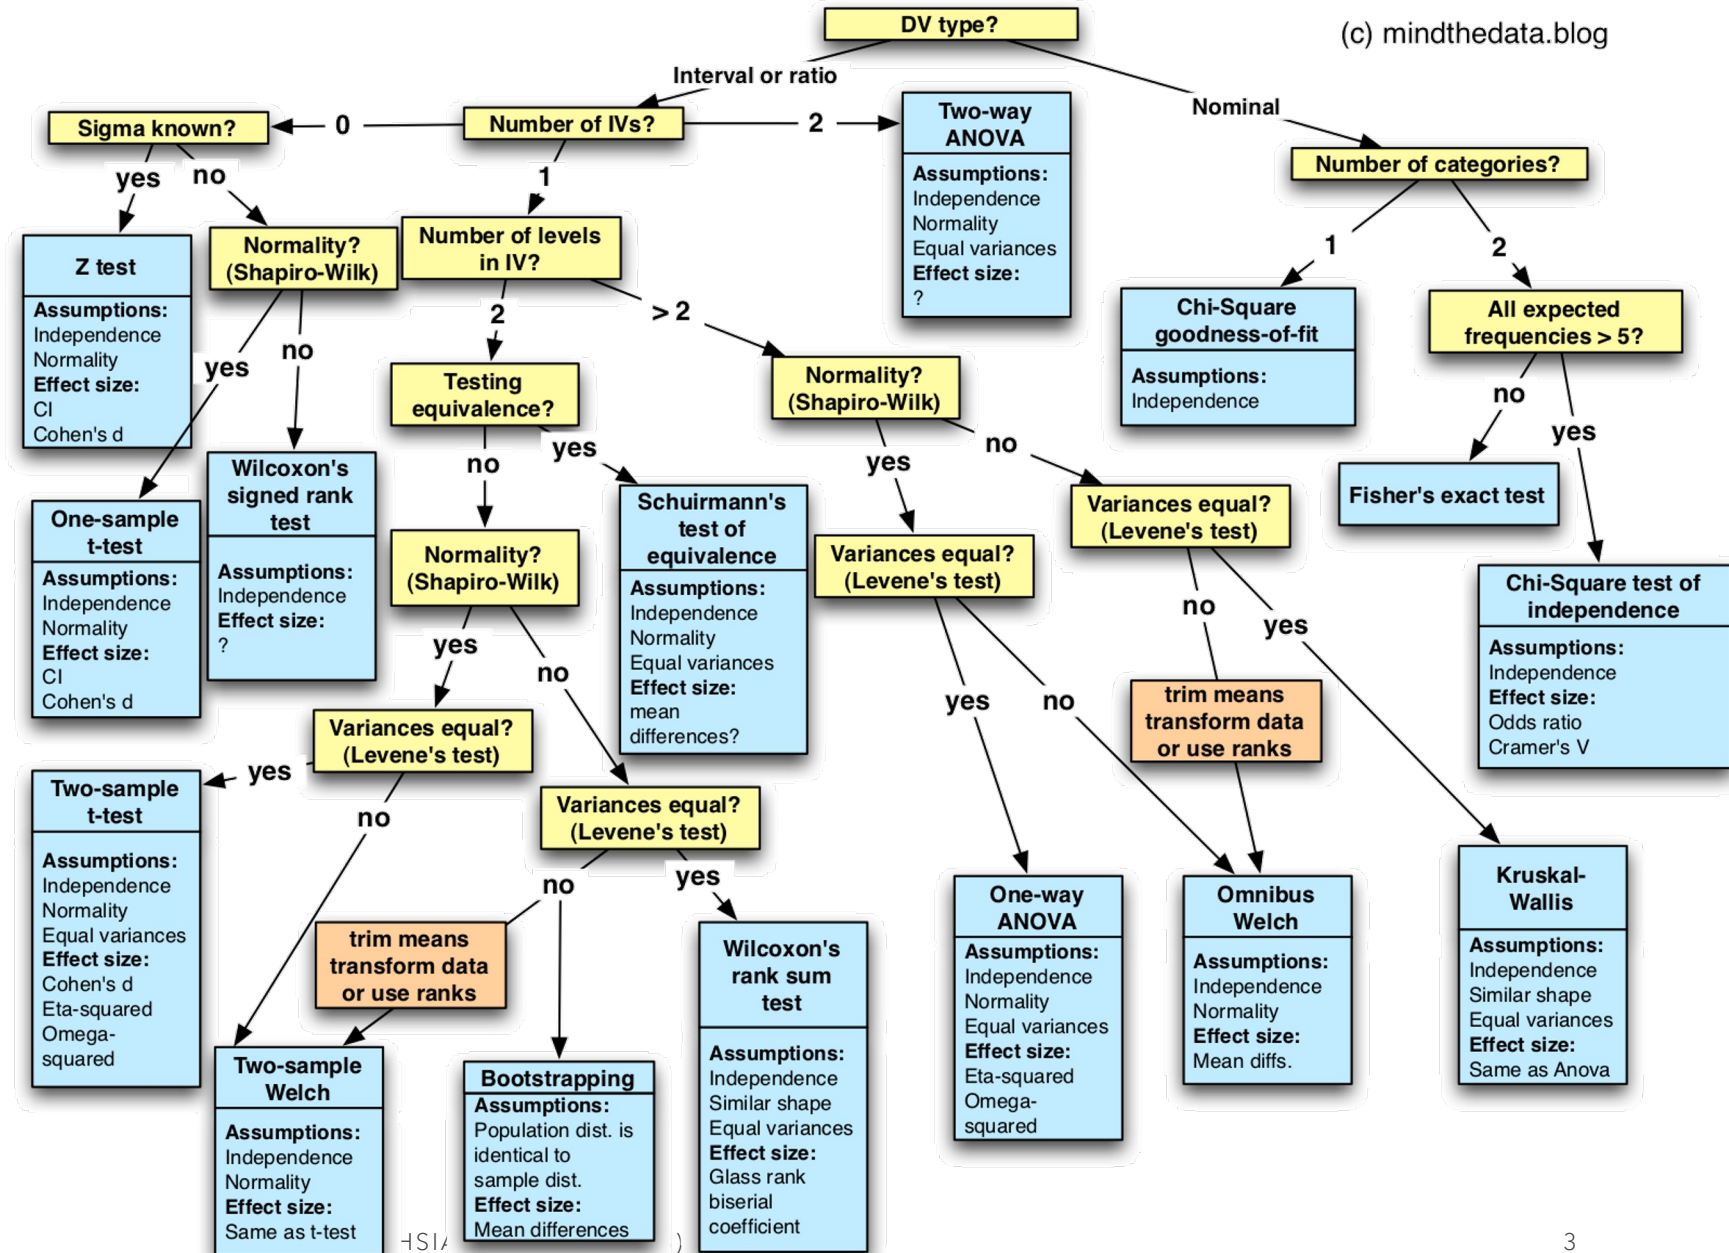 DV type?
(c) mindthedata.blog
Interval or ratio
Nominal
Sigma known?
0
Number of IVs?
2
Two-way
ANOVA
Assumptions:
Independence
Normality
Equal variances
Effect size:
?
Number of categories?
yes
no
1
1
2
Z test
Assumptions:
Independence
Normality
Effect size:
CI
Cohen's d
Normality?
(Shapiro-Wilk)
Number of levels
in IV?
2
> 2
yes
no
Chi-Square
goodness-of-fit
Assumptions:
Independence
All expected
frequencies > 5?
no
yes
Testing
equivalence?
no
yes
Normality?
(Shapiro-Wilk)
yes
no
Fisher's exact test
One-sample
t-test
Assumptions:
Independence
Normality
Effect size:
CI
Cohen's d
Wilcoxon's
signed rank
test
Assumptions:
Independence
Effect size:
?
Normality?
(Shapiro-Wilk)
yes
no
Schuirmann's
test of
equivalence
Assumptions:
Independence
Normality
Equal variances
Effect size:
mean
differences?
Variances equal?
(Levene's test)
yes
no
Variances equal?
(Levene's test)
no
yes
Chi-Square test of
independence
Assumptions:
Independence
Effect size:
Odds ratio
Cramer's V
trim means
transform data
or use ranks
Variances equal?
(Levene's test)
yes
no
Variances equal?
(Levene's test)
no
yes
Two-sample
t-test
Assumptions:
Independence
Normality
Equal variances
Effect size:
Cohen's d
Eta-squared
Omega-
squared
trim means
transform data
or use ranks
Two-sample
Welch
Assumptions:
Independence
Normality
Effect size:
Same as t-test
Bootstrapping
Assumptions:
Population dist. is
identical to
sample dist.
Effect size:
Mean differences
Wilcoxon's
rank sum
test
Assumptions:
Independence
Similar shape
Equal variances
Effect size:
Glass rank
biserial
coefficient
One-way
ANOVA
Assumptions:
Independence
Normality
Equal variances
Effect size:
Eta-squared
Omega-
squared
Omnibus
Welch
Assumptions:
Independence
Normality
Effect size:
Mean diffs.
Kruskal-
Wallis
Assumptions:
Independence
Similar shape
Equal variances
Effect size:
Same as Anova
)
3